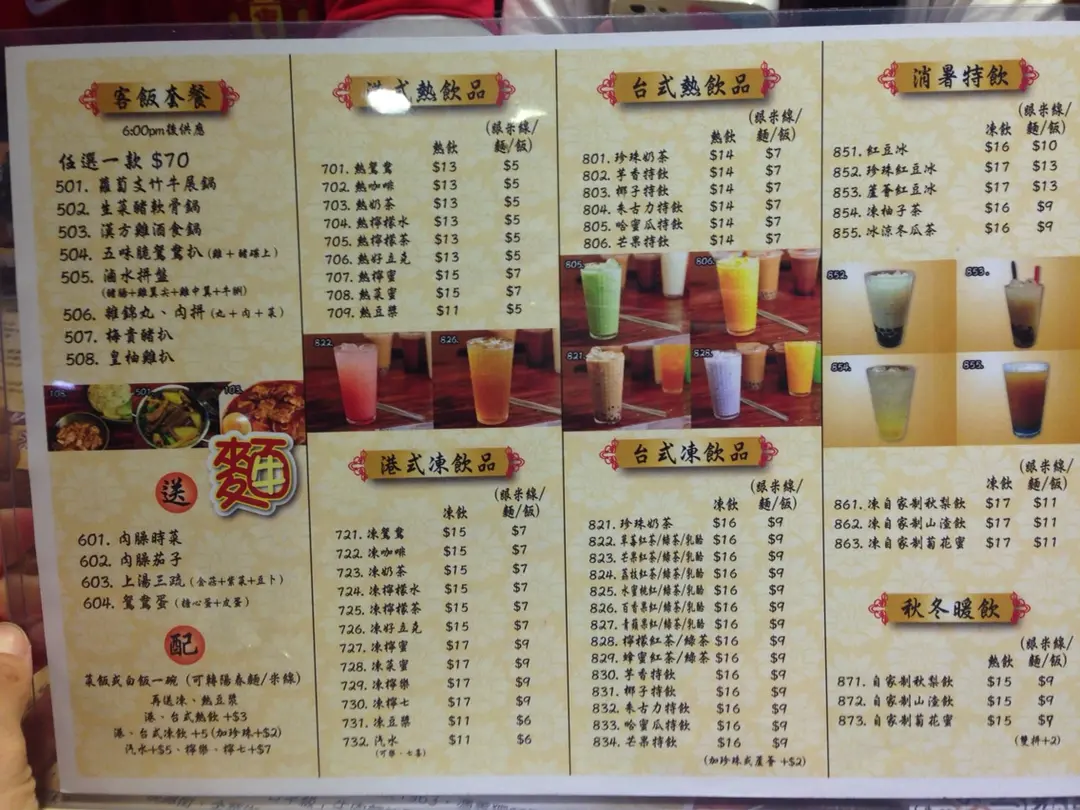 客飯套餐
6:00pm後供應
任選一款 $70
501. 蘿蔔支竹牛展鍋
502. 生菜豬軟骨鍋
503. 漢方雞酒食鍋
504. 五味脆鴛鴦扒 (雞+豬碟上)
505. 滷水拼盤
(豬腸+雞翼尖+雞中翼+牛脷)
506. 雜錦丸、肉拼 (丸+肉+菜)
507. 梅貴豬扒
508. 皇柚雞扒
103.
501.
103.
牛
麵
送
601. 肉臊時菜
602. 肉臊茄子
603. 上湯三蔬 (金菇+紫菜+豆卜)
604. 鴛鴦蛋 (糖心蛋+皮蛋)
配
菜飯或白飯一碗 (可轉陽春麵/米線)
再送凍、熱豆漿
港、台式熱飲 +$3
港、台式凍飲 +5 (加珍珠+$2)
汽水+$5、檸樂、檸七+$7
港式熱飲品
熱飲 (跟米線/麵/飯)
701. 熱鴛鴦 $13 $5
702. 熱咖啡 $13 $5
703. 熱奶茶 $13 $5
704. 熱檸檬水 $13 $5
705. 熱檸檬茶 $13 $5
706. 熱好立克 $13 $5
707. 熱檸蜜 $15 $7
708. 熱菜蜜 $15 $7
709. 熱豆漿 $11 $5
822.
826.
港式凍飲品
凍飲 (跟米線/麵/飯)
721. 凍鴛鴦 $15 $7
722. 凍咖啡 $15 $7
723. 凍奶茶 $15 $7
724. 凍檸檬水 $15 $7
725. 凍檸檬茶 $15 $7
726. 凍好立克 $15 $7
727. 凍檸蜜 $17 $9
728. 凍菜蜜 $17 $9
729. 凍檸樂 $17 $9
730. 凍檸七 $17 $9
731. 凍豆漿 $11 $6
732. 汽水 $11 $6
(可樂、七喜)
台式熱飲品
熱飲 (跟米線/麵/飯)
801. 珍珠奶茶 $14 $7
802. 芋香特飲 $14 $7
803. 椰子特飲 $14 $7
804. 朱古力特飲 $14 $7
805. 哈蜜瓜特飲 $14 $7
806. 芒果特飲 $14 $7
805.
806.
821.
828.
台式凍飲品
凍飲 (跟米線/麵/飯)
821. 珍珠奶茶 $16 $9
822. 草莓紅茶/綠茶/乳酪 $16 $9
823. 芒果紅茶/綠茶/乳酪 $16 $9
824. 荔枝紅茶/綠茶/乳酪 $16 $9
825. 水蜜桃紅/綠茶/乳酪 $16 $9
826. 百香果紅/綠茶/乳酪 $16 $9
827. 青蘋果紅/綠茶/乳酪 $16 $9
828. 檸檬紅茶/綠茶 $16 $9
829. 蜂蜜紅茶/綠茶 $16 $9
830. 芋香特飲 $16 $9
831. 椰子特飲 $16 $9
832. 朱古力特飲 $16 $9
833. 哈蜜瓜特飲 $16 $9
834. 芒果特飲 $16 $9
(加珍珠或蘆薈 +$2)
消暑特飲
凍飲 (跟米線/麵/飯)
851. 紅豆冰 $16 $10
852. 珍珠紅豆冰 $17 $13
853. 蘆薈紅豆冰 $17 $13
854. 凍柚子茶 $16 $9
855. 冰涼冬瓜茶 $16 $9
852.
853.
854.
855.
凍飲 (跟米線/麵/飯)
861. 凍自家制秋梨飲 $17 $11
862. 凍自家制山渣飲 $17 $11
863. 凍自家制菊花蜜 $17 $11
秋冬暖飲
熱飲 (跟米線/麵/飯)
871. 自家制秋梨飲 $15 $9
872. 自家制山渣飲 $15 $9
873. 自家制菊花蜜 $15 $9
(雙拼+2)